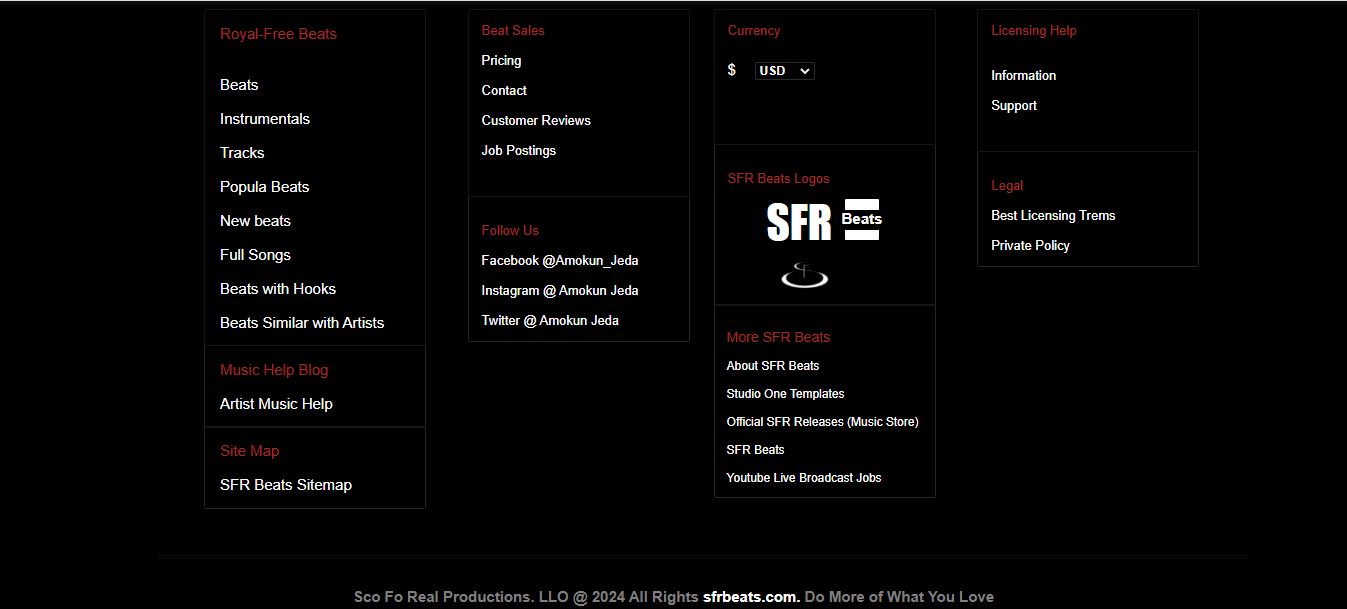 Royal-Free Beats
Beats
Instrumentals
Tracks
Popula Beats
New beats
Full Songs
Beats with Hooks
Beats Similar with Artists
Music Help Blog
Artist Music Help
Site Map
SFR Beats Sitemap
Beat Sales
Pricing
Contact
Customer Reviews
Job Postings
Follow Us
Facebook @Amokun_Jeda
Instagram @ Amokun Jeda
Twitter @ Amokun Jeda
Currency
$ USD
SFR Beats Logos
SFR Beats
More SFR Beats
About SFR Beats
Studio One Templates
Official SFR Releases (Music Store)
SFR Beats
Youtube Live Broadcast Jobs
Licensing Help
Information
Support
Legal
Best Licensing Trems
Private Policy
Sco Fo Real Productions. LLO @ 2024 All Rights sfrbeats.com. Do More of What You Love